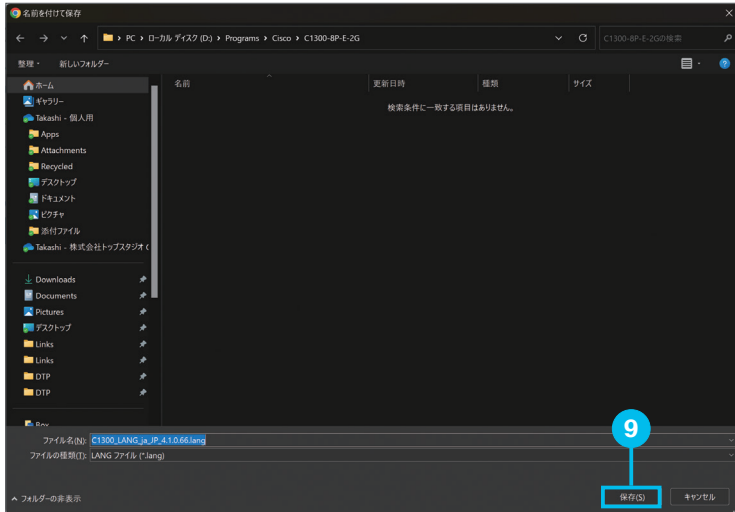 名前を付けて保存
PC › ローカル ディスク (D:) › Programs › Cisco › C1300-8P-E-2G
C1300-8P-E-2Gの検索
整理 新しいフォルダー
名前 更新日時 種類 サイズ
検索条件に一致する項目はありません。
ホーム
ギャラリー
Takashi - 個人用
Apps
Attachments
Recycled
デスクトップ
ドキュメント
ピクチャ
添付ファイル
Takashi - 株式会社トップスタジオ
Downloads
Documents
Pictures
デスクトップ
Links
Links
DTP
DTP
Box
ファイル名(N): C1300_LANG_ja_JP_4.1.0.66.lang
ファイルの種類(T): LANG ファイル (*.lang)
9
フォルダーの非表示
保存(S) キャンセル